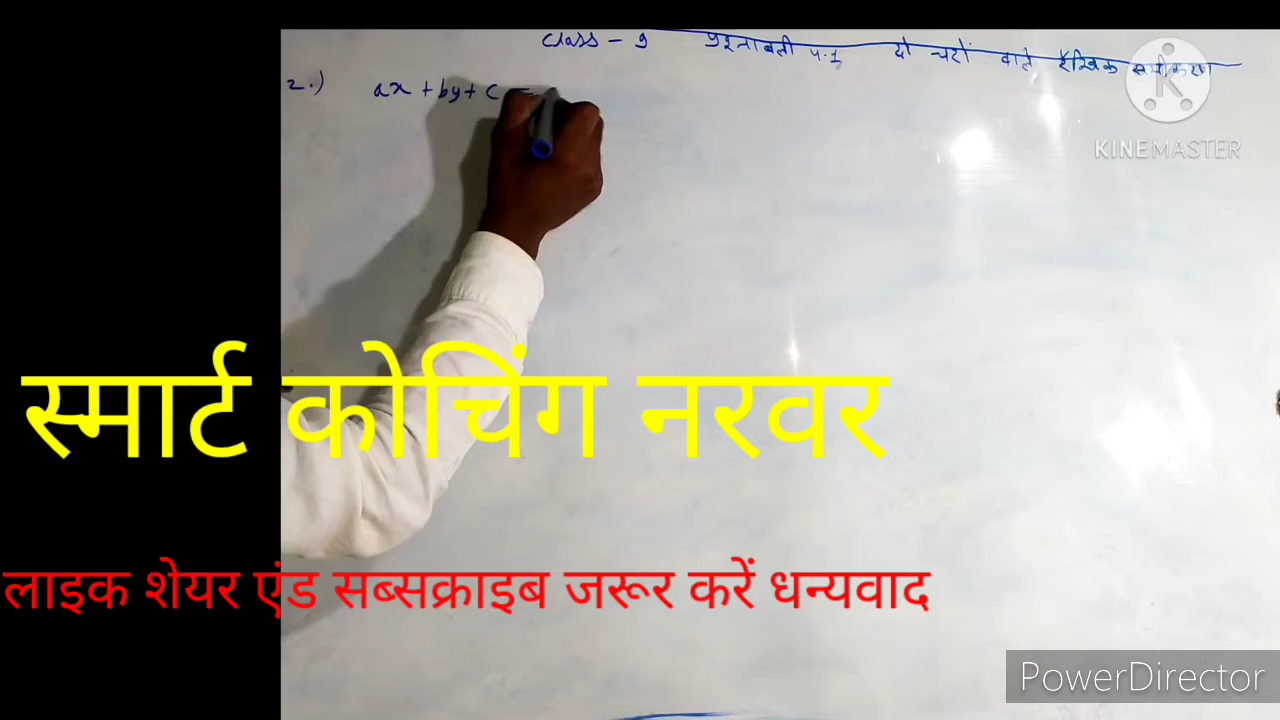 Class - 9 प्रश्नावली 4.1 दो चरों वाले रैखिक समीकरण
2.) ax + by + c =
KINEMASTER
स्मार्ट कोचिंग नरवर
लाइक शेयर एंड सब्सक्राइब जरूर करें धन्यवाद
PowerDirector